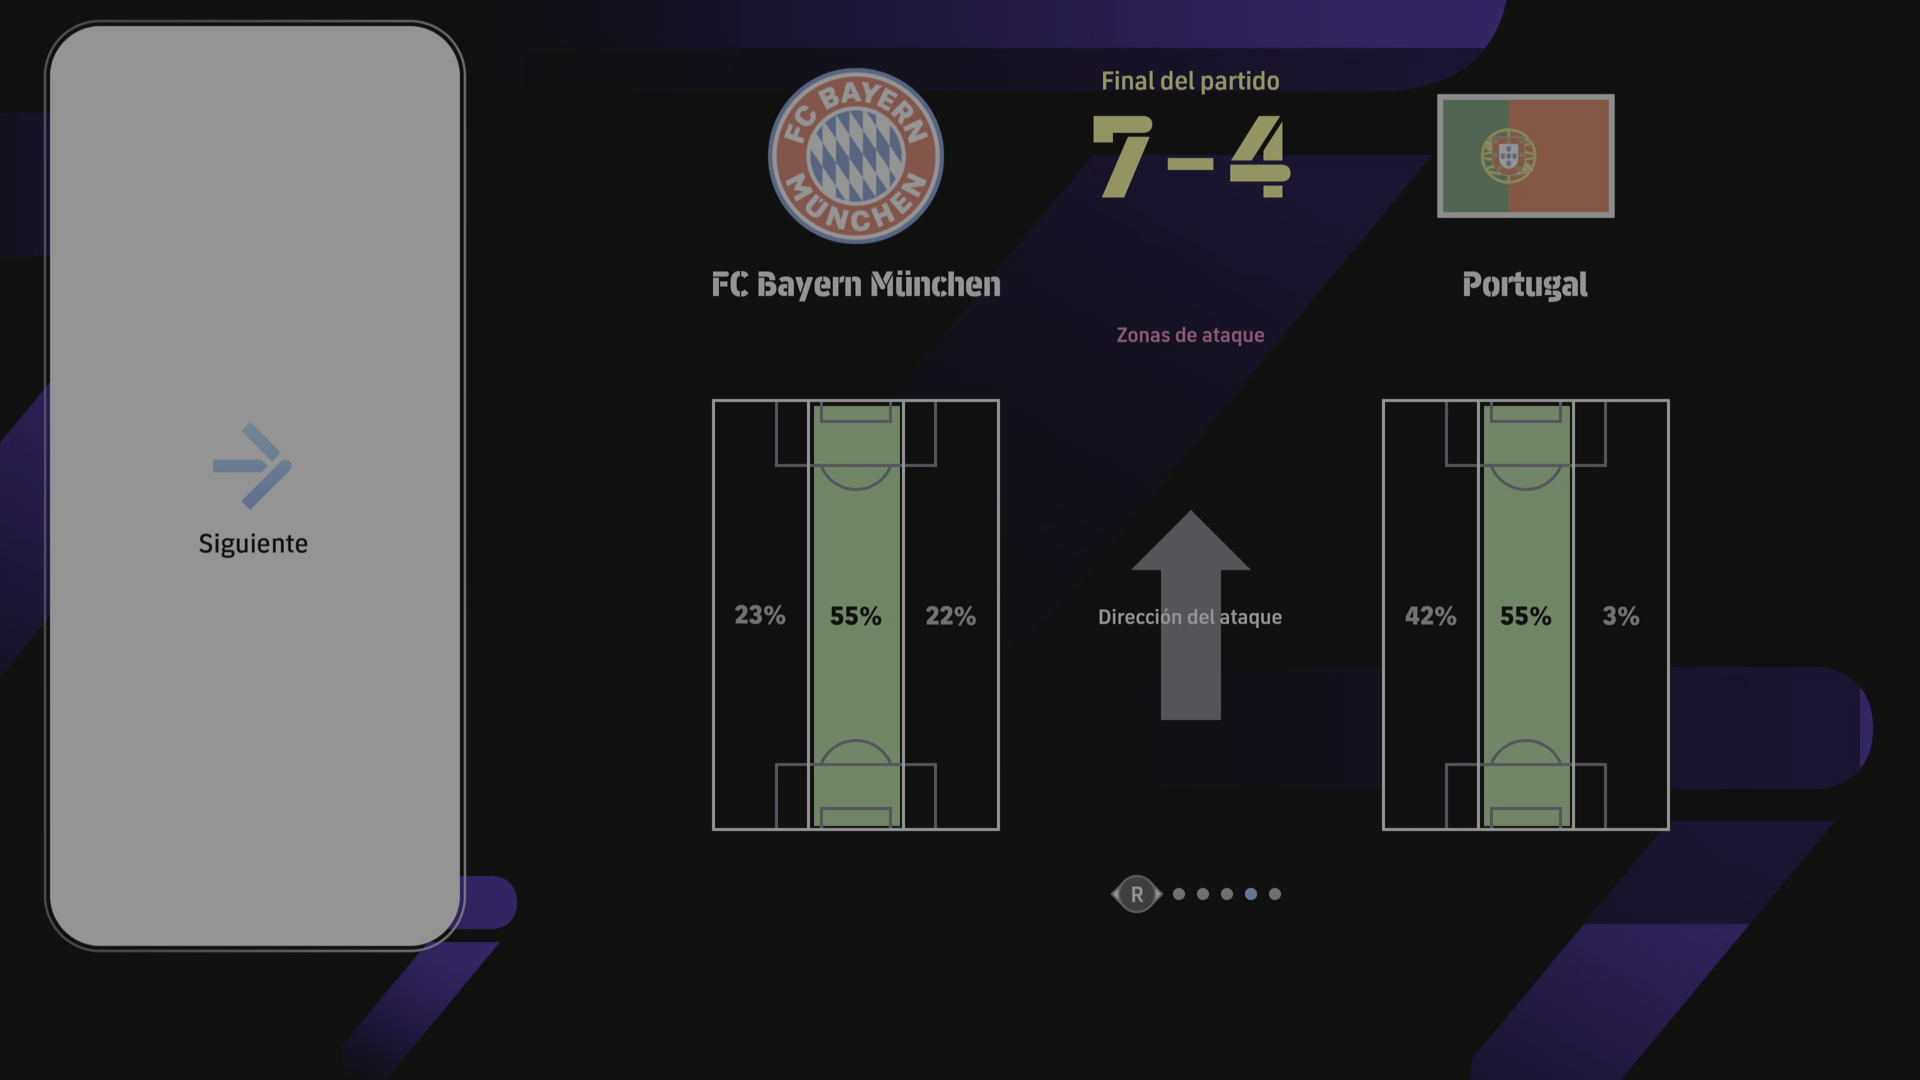 Siguiente
FC BAYERN
MÜNCHEN
Final del partido
7-4
FC Bayern München
Portugal
Zonas de ataque
23%
55%
22%
Dirección del ataque
42%
55%
3%
R